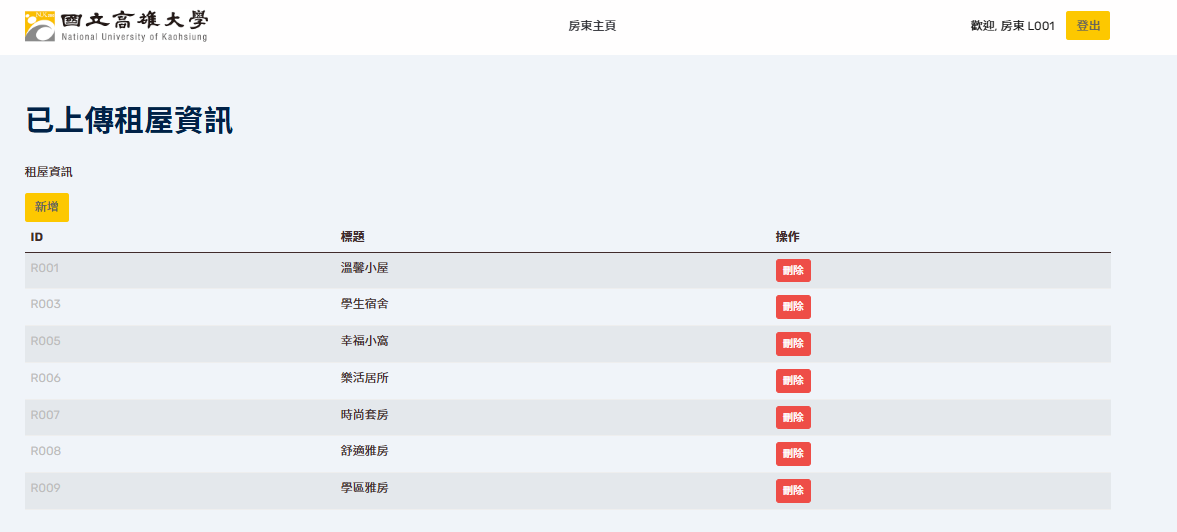 國立高雄大學
National University of Kaohsiung
房東主頁
歡迎, 房東 L001
登出
已上傳租屋資訊
租屋資訊
新增
ID 標題 操作
R001 溫馨小屋 刪除
R003 學生宿舍 刪除
R005 幸福小窩 刪除
R006 樂活居所 刪除
R007 時尚套房 刪除
R008 舒適雅房 刪除
R009 學區雅房 刪除